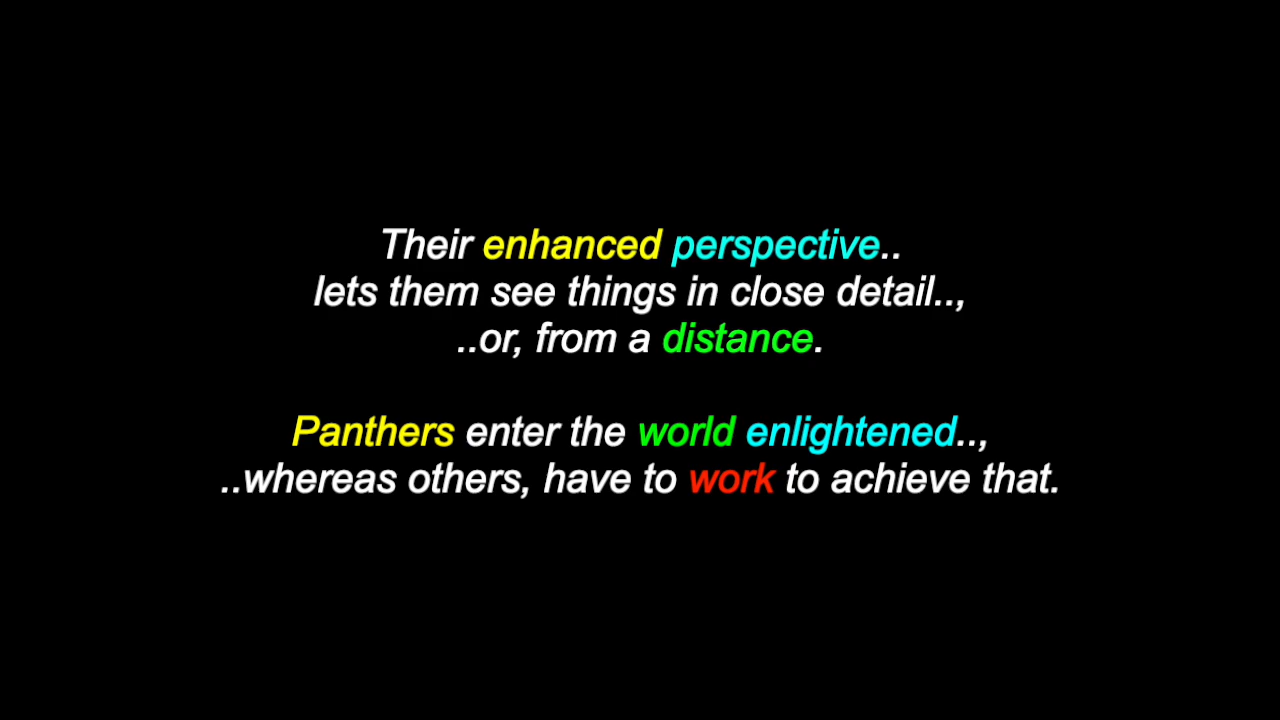 Their enhanced perspective..
lets them see things in close detail..,
..or, from a distance.
Panthers enter the world enlightened..,
..whereas others, have to work to achieve that.